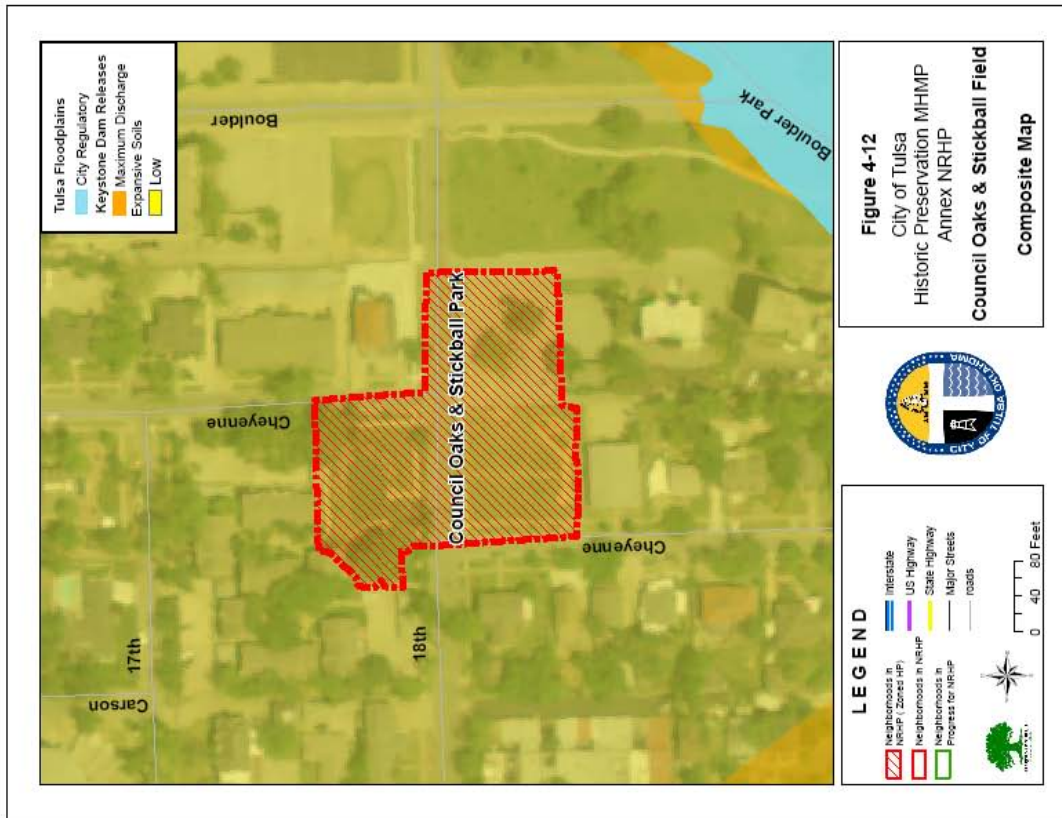 Tulsa Floodplains
City Regulatory
Keystone Dam Releases
Maximum Discharge
Expansive Soils
Low
Boulder
Boulder Park
Council Oaks & Stickball Park
Cheyenne
Cheyenne
17th
18th
Carson
Figure 4-12
City of Tulsa
Historic Preservation MHMP
Annex NRHP
Council Oaks & Stickball Field
Composite Map
CITY OF TULSA OKLAHOMA
LEGEND
Neighborhoods in
NRHP ( Zoned HP)
Neighborhoods in NRHP
Neighborhoods in
Progress for NRHP
Interstate
US Highway
State Highway
Major Streets
roads
0 40 80 Feet